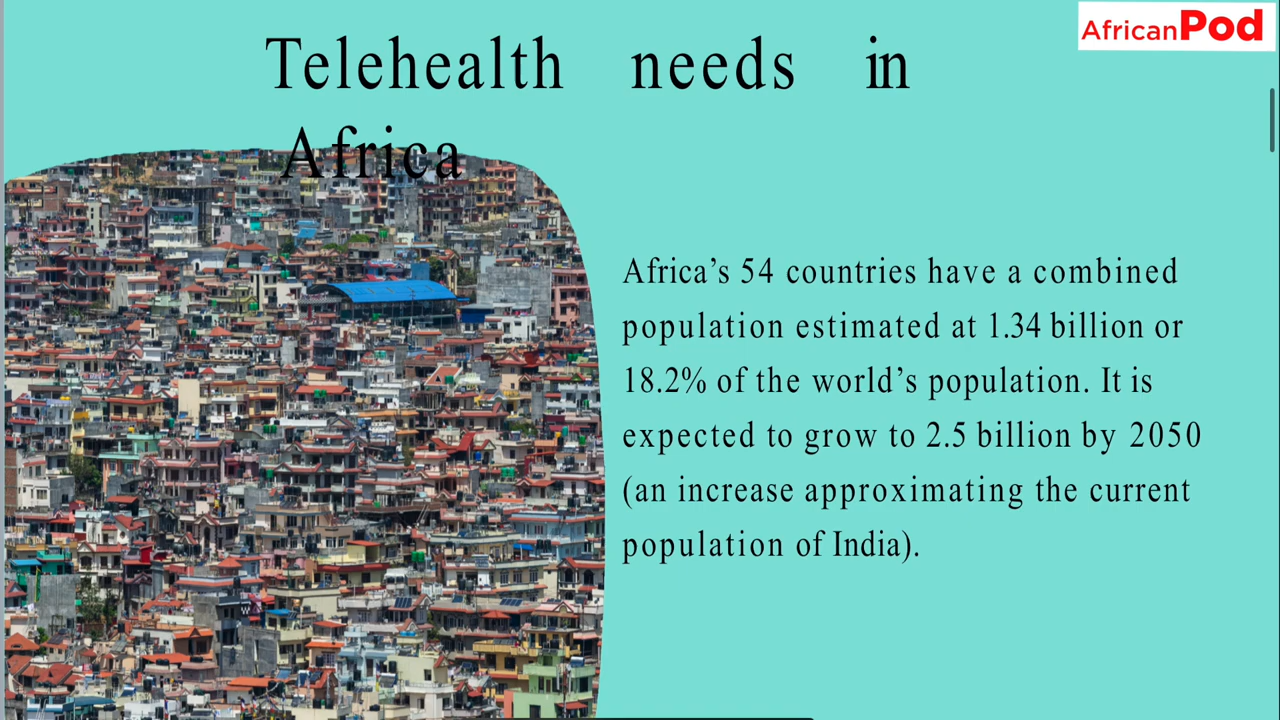 AfricanPod
Telehealth needs in
Africa
Africa’s 54 countries have a combined
population estimated at 1.34 billion or
18.2% of the world’s population. It is
expected to grow to 2.5 billion by 2050
(an increase approximating the current
population of India).